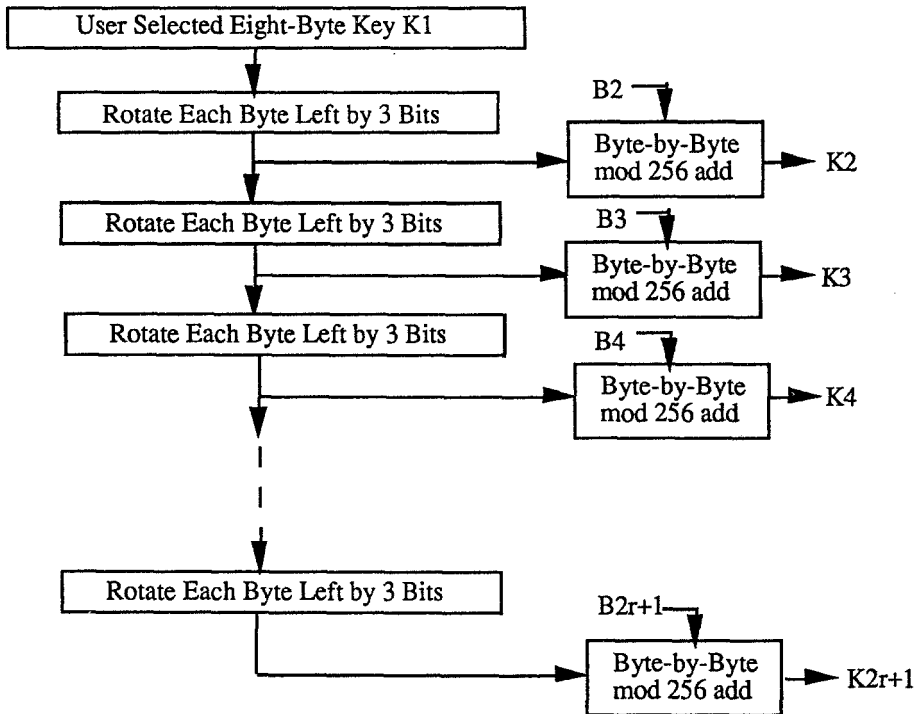 User Selected Eight-Byte Key K1
Rotate Each Byte Left by 3 Bits
B2
Byte-by-Byte
mod 256 add
K2
Rotate Each Byte Left by 3 Bits
B3
Byte-by-Byte
mod 256 add
K3
Rotate Each Byte Left by 3 Bits
B4
Byte-by-Byte
mod 256 add
K4
Rotate Each Byte Left by 3 Bits
B2r+1
Byte-by-Byte
mod 256 add
K2r+1